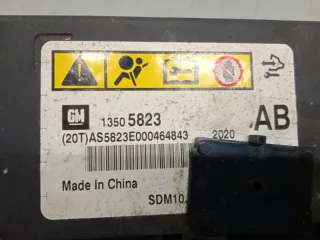 GM 1350 5823 AB
(20T)AS5823E000464843 2020
Made in China
SDM10